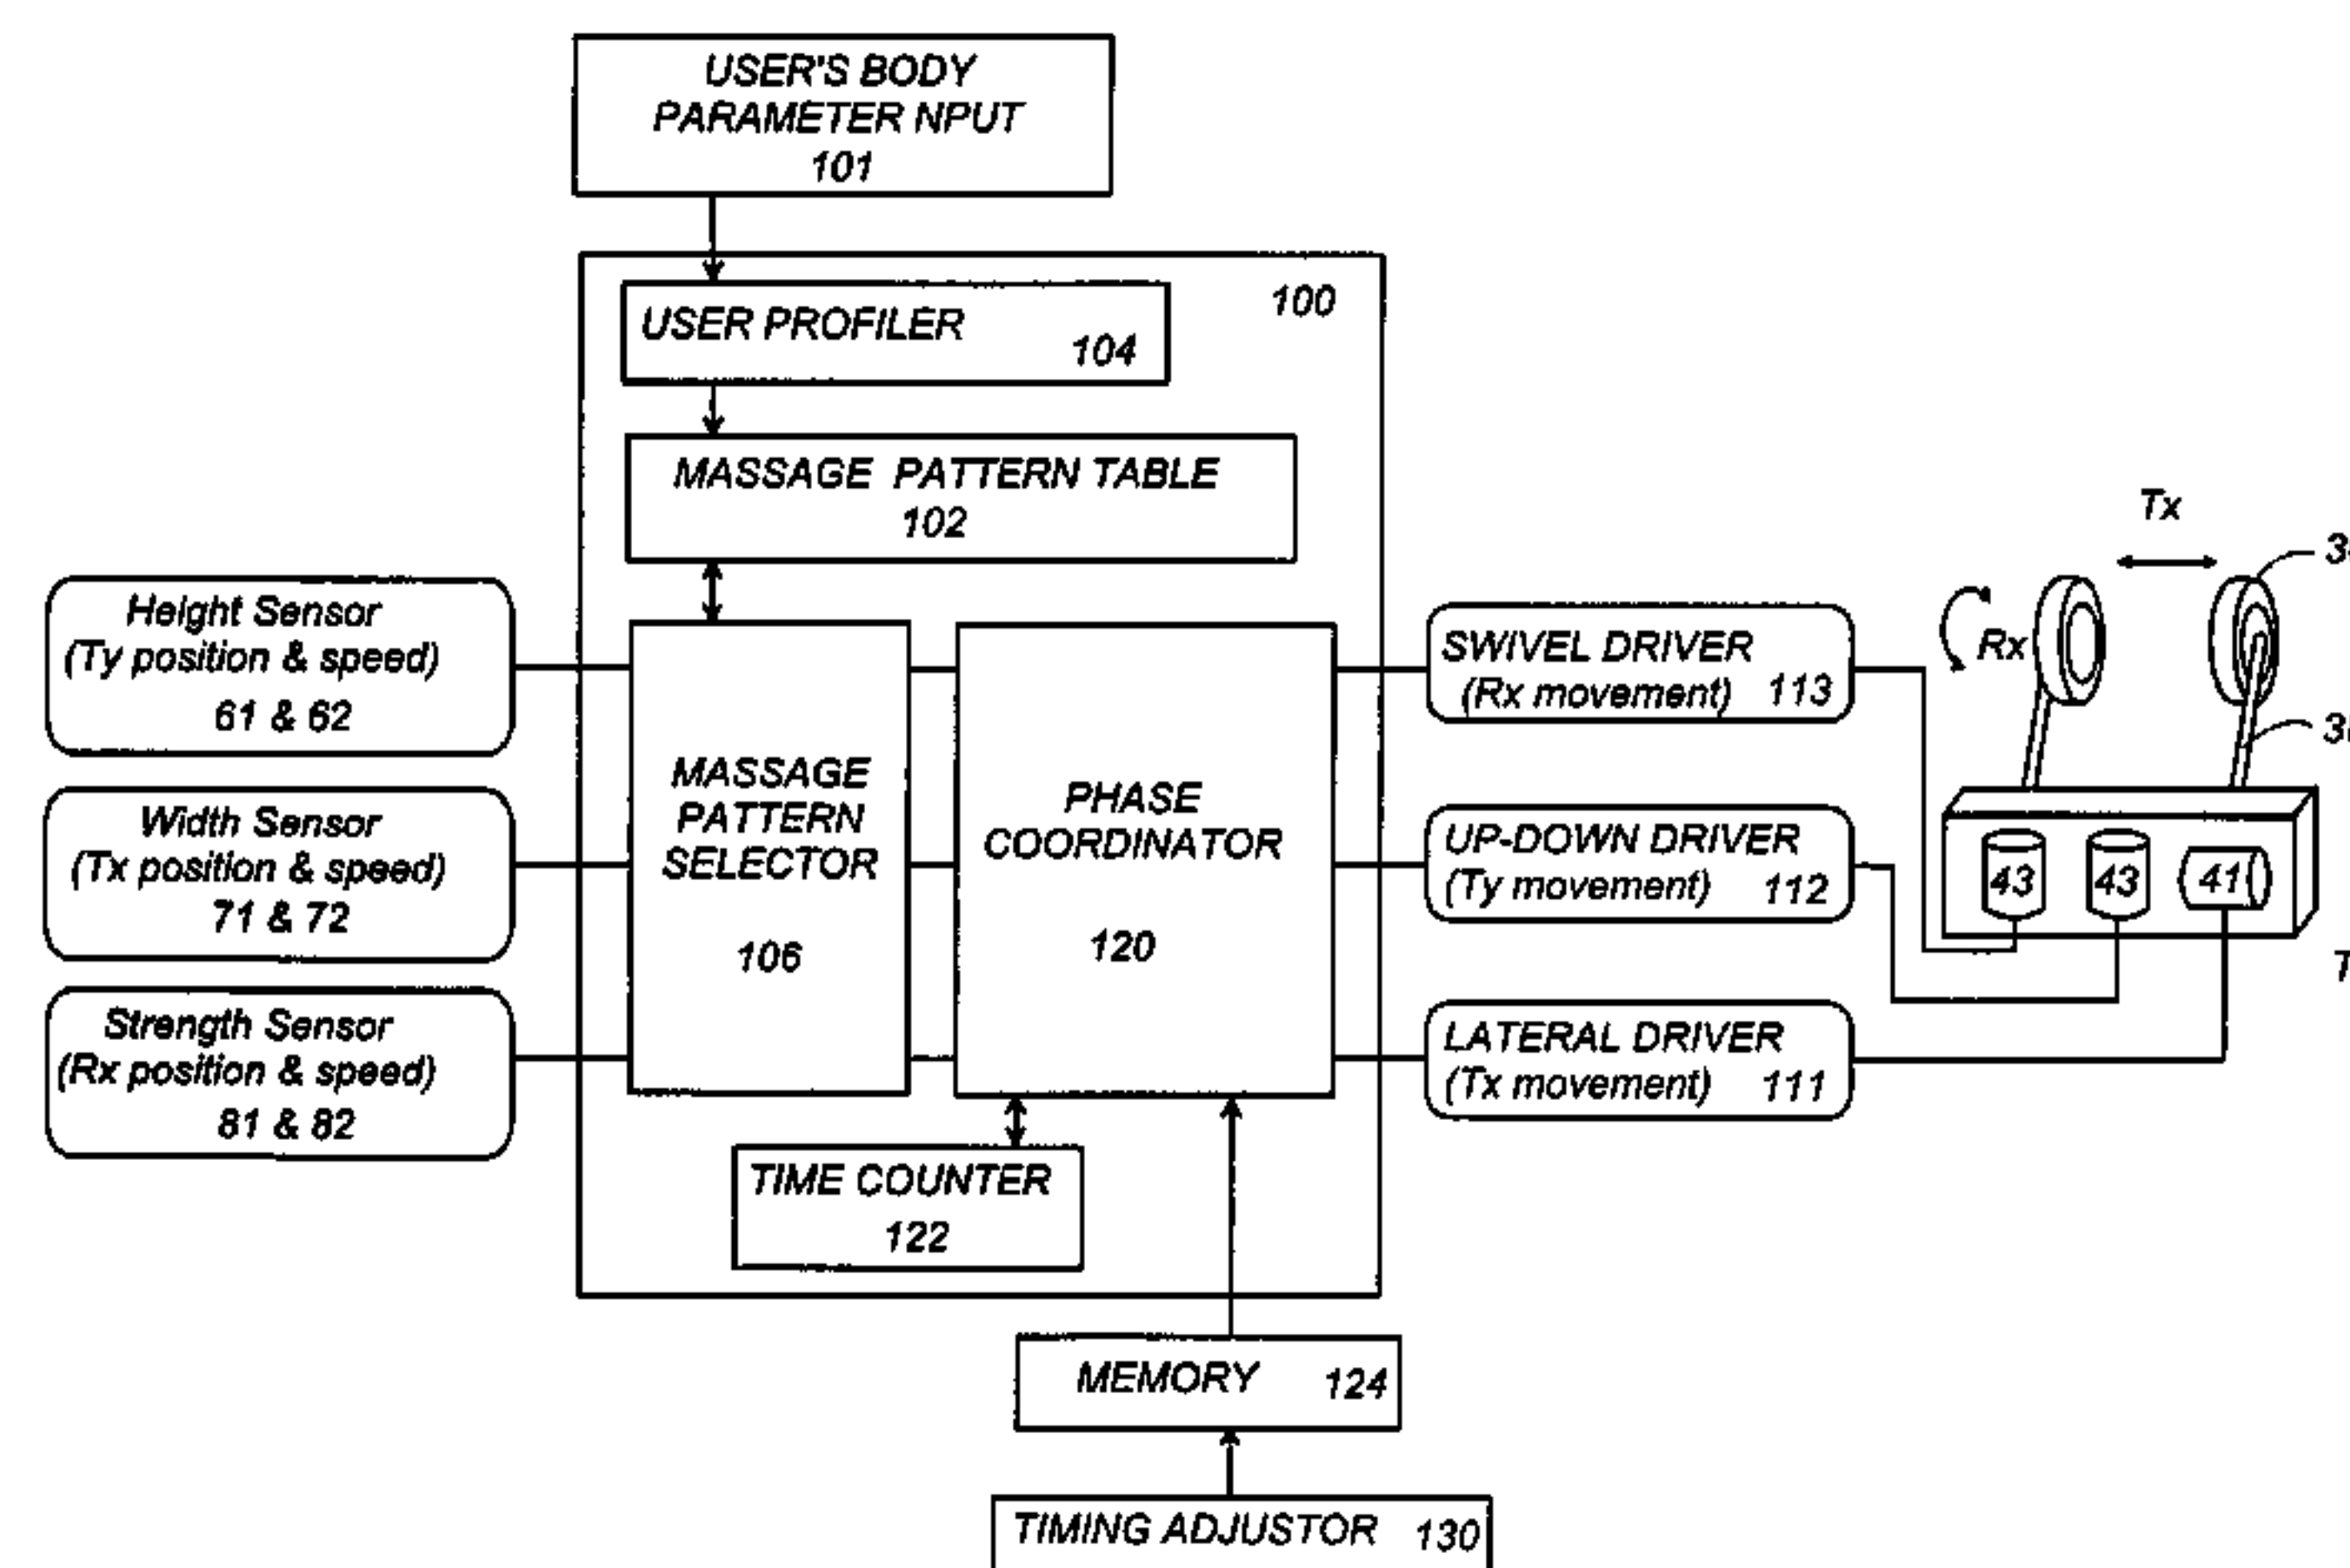 USER'S BODY
PARAMETER NPUT
101
100
USER PROFILER
104
MASSAGE PATTERN TABLE
102
Height Sensor
(Ty position & speed)
61 & 62
Width Sensor
(Tx position & speed)
71 & 72
Strength Sensor
(Rx position & speed)
81 & 82
MASSAGE
PATTERN
SELECTOR
106
PHASE
COORDINATOR
120
TIME COUNTER
122
SWIVEL DRIVER
(Rx movement) 113
UP-DOWN DRIVER
(Ty movement) 112
LATERAL DRIVER
(Tx movement) 111
Tx
Rx
43
43
41
MEMORY 124
TIMING ADJUSTOR 130